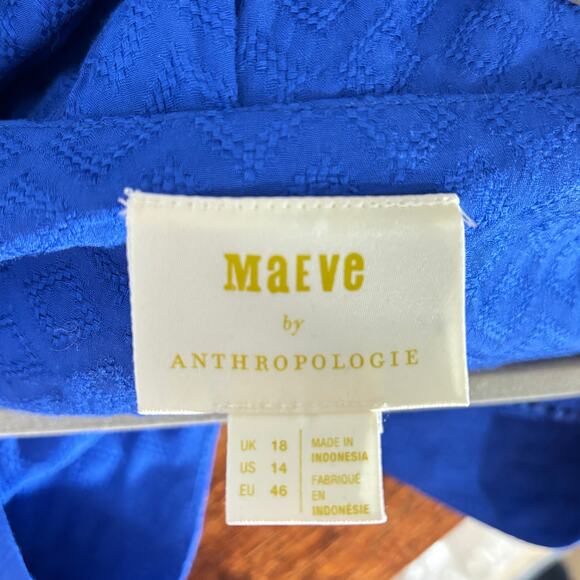 MaEVe
by
ANTHROPOLOGIE
UK 18
US 14
EU 46
MADE IN
INDONESIA
FABRIQUÉ
EN
INDONÉSIE